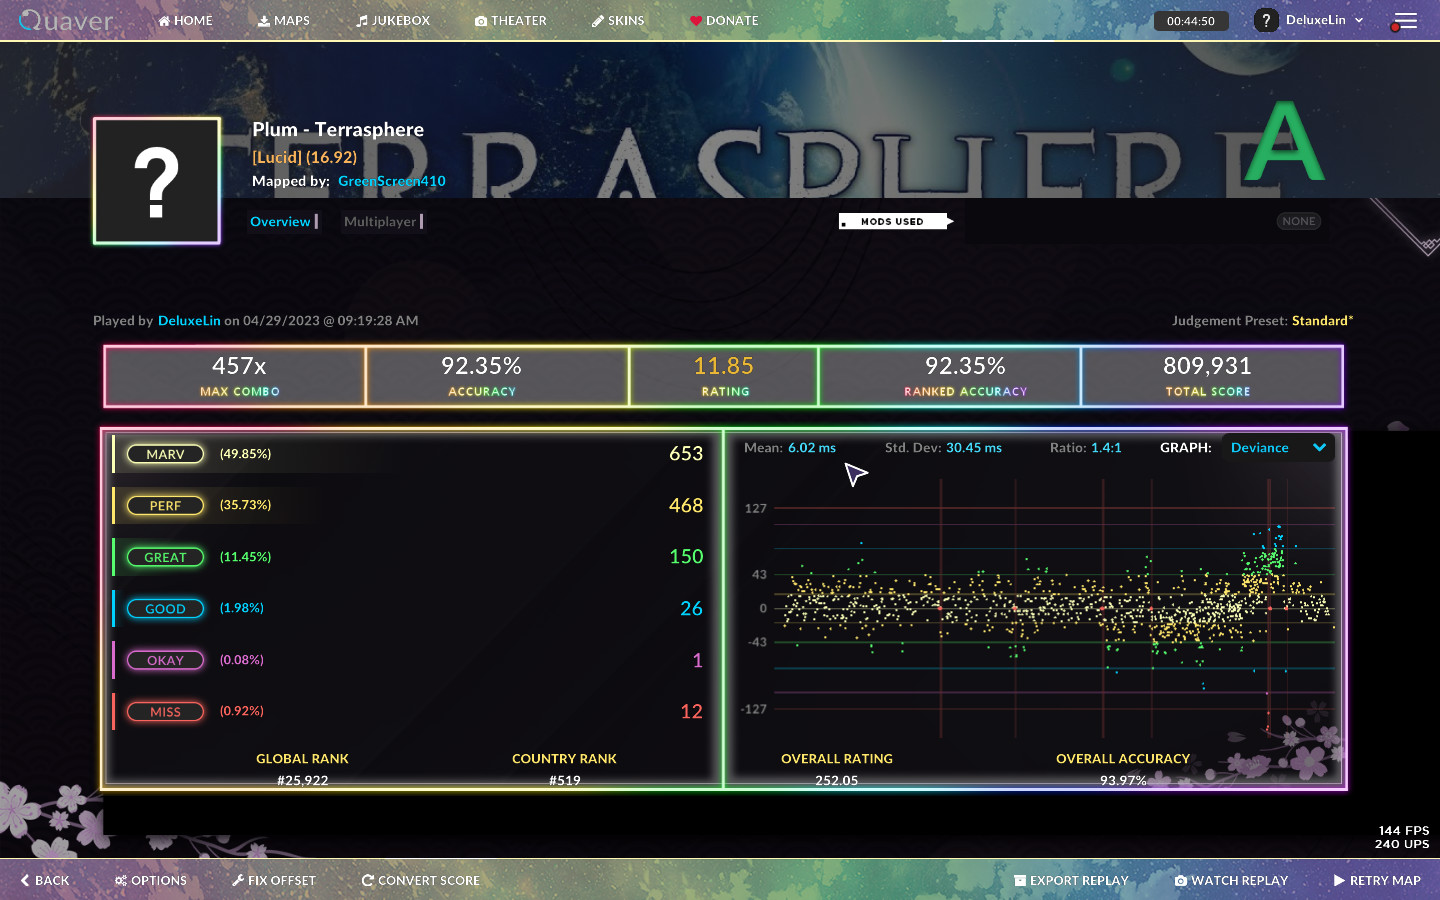 Quaver
HOME
MAPS
JUKEBOX
THEATER
SKINS
DONATE
00:44:50
?
DeluxeLin
TERRASPHERE
A
?
Plum - Terrasphere
[Lucid] (16.92)
Mapped by: GreenScreen410
Overview
Multiplayer
MODS USED
NONE
Played by DeluxeLin on 04/29/2023 @ 09:19:28 AM
Judgement Preset: Standard*
457x
92.35%
11.85
92.35%
809,931
MAX COMBO
ACCURACY
RATING
RANKED ACCURACY
TOTAL SCORE
MARV (49.85%) 653
PERF (35.73%) 468
GREAT (11.45%) 150
GOOD (1.98%) 26
OKAY (0.08%) 1
MISS (0.92%) 12
Mean: 6.02 ms
Std. Dev: 30.45 ms
Ratio: 1.4:1
GRAPH: Deviance
127
43
0
-43
-127
GLOBAL RANK
COUNTRY RANK
OVERALL RATING
OVERALL ACCURACY
#25,922
#519
252.05
93.97%
144 FPS
240 UPS
BACK
OPTIONS
FIX OFFSET
CONVERT SCORE
EXPORT REPLAY
WATCH REPLAY
RETRY MAP